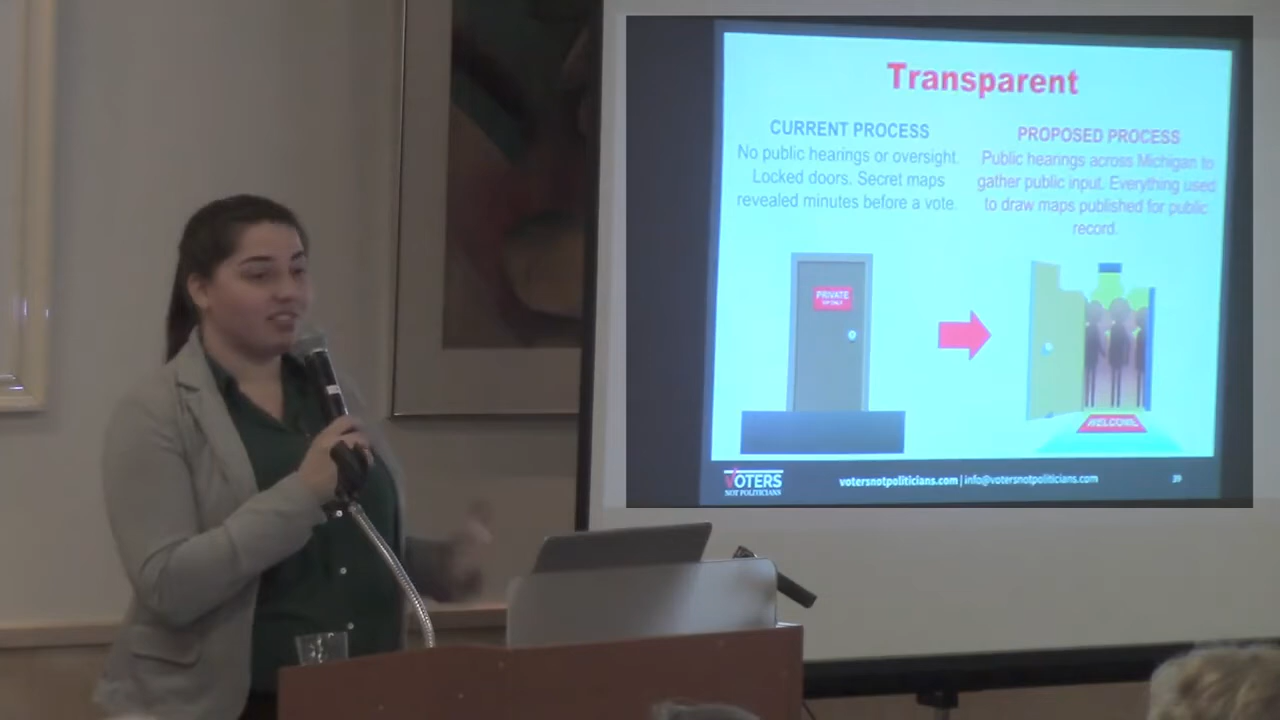 Transparent
CURRENT PROCESS
No public hearings or oversight.
Locked doors. Secret maps
revealed minutes before a vote.
PROPOSED PROCESS
Public hearings across Michigan to
gather public input. Everything used
to draw maps published for public
record.
PRIVATE
WELCOME
VOTERS
NOT POLITICIANS
votersnotpoliticians.com | info@votersnotpoliticians.com